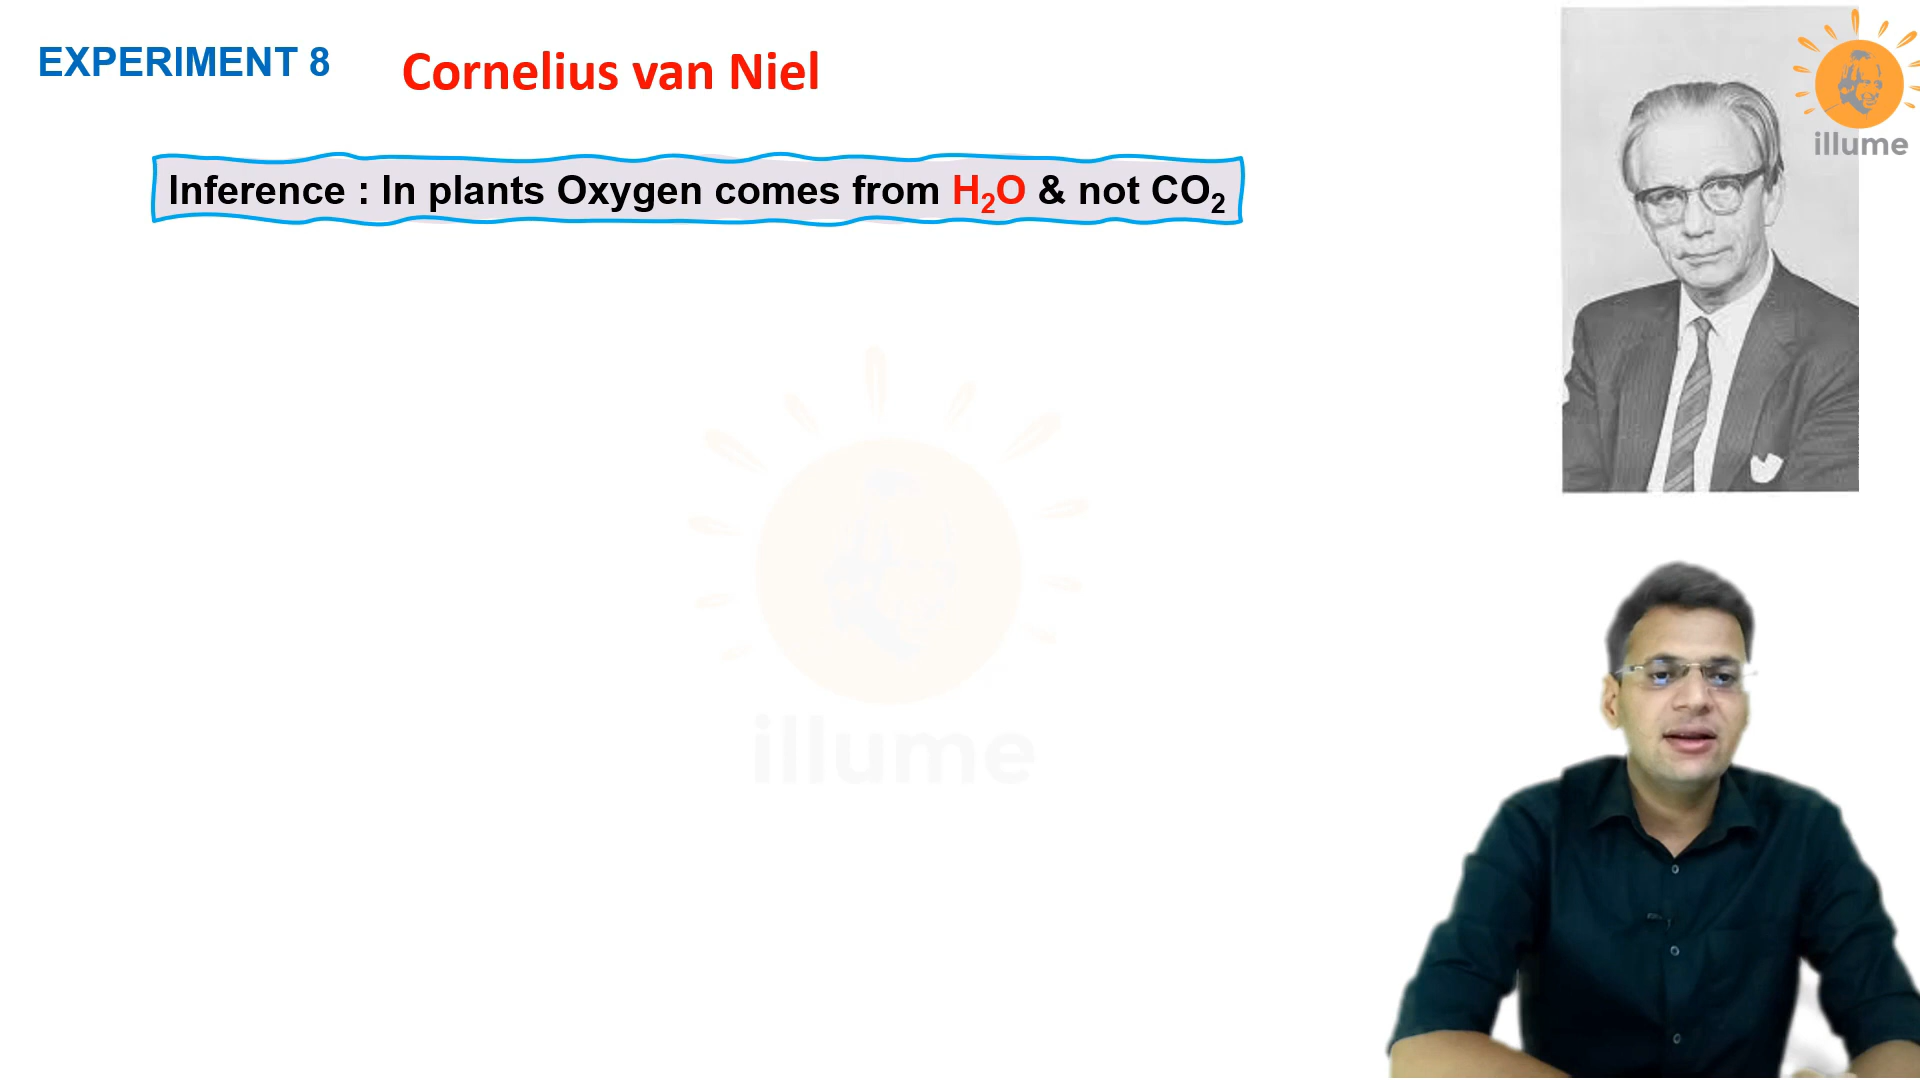 EXPERIMENT 8
Cornelius van Niel
illume
Inference : In plants Oxygen comes from H₂O & not CO₂
illume